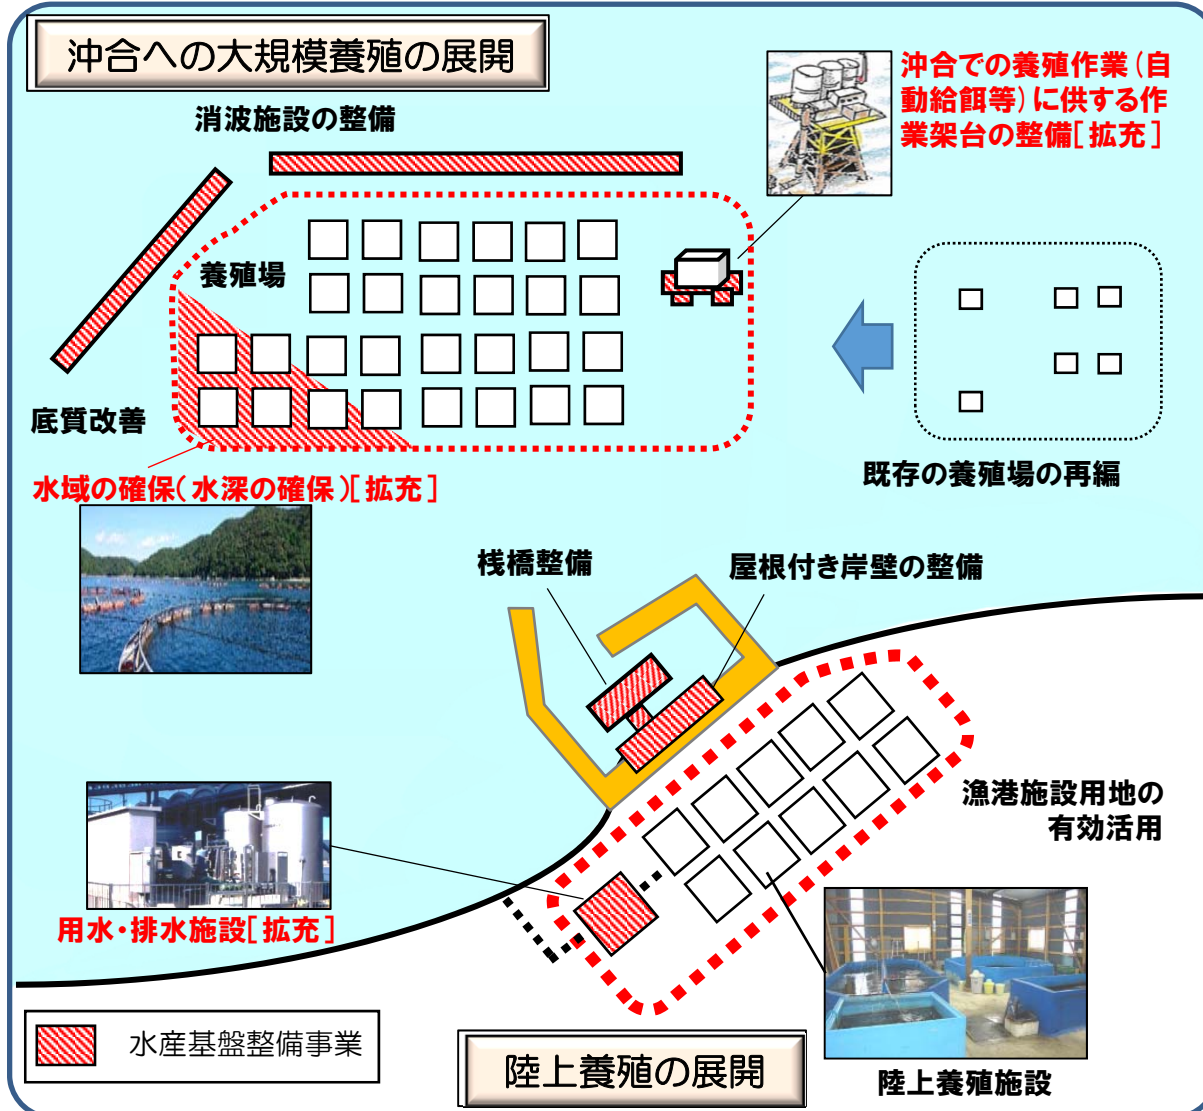 沖合への大規模養殖の展開
消波施設の整備
沖合での養殖作業(自
動給餌等)に供する作
業架台の整備[拡充]
養殖場
底質改善
水域の確保(水深の確保)[拡充]
既存の養殖場の再編
桟橋整備
屋根付き岸壁の整備
漁港施設用地の
有効活用
用水・排水施設[拡充]
水産基盤整備事業
陸上養殖の展開
陸上養殖施設